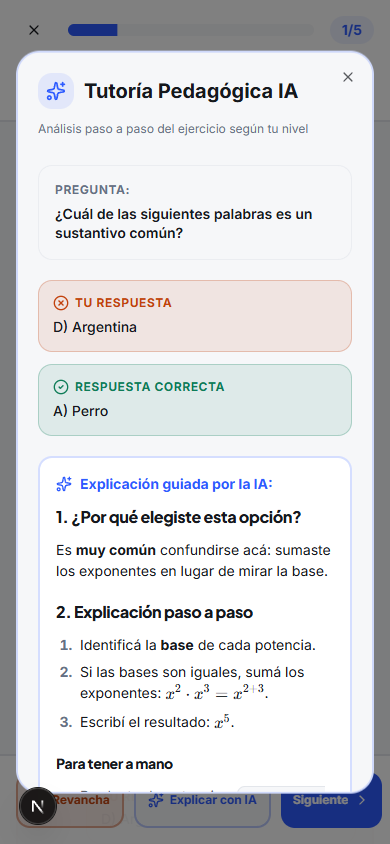 1/5
Tutoría Pedagógica IA
Análisis paso a paso del ejercicio según tu nivel
PREGUNTA:
¿Cuál de las siguientes palabras es un
sustantivo común?
TU RESPUESTA
D) Argentina
RESPUESTA CORRECTA
A) Perro
Explicación guiada por la IA:
1. ¿Por qué elegiste esta opción?
Es muy común confundirse acá: sumaste
los exponentes en lugar de mirar la base.
2. Explicación paso a paso
1. Identificá la base de cada potencia.
2. Si las bases son iguales, sumá los
exponentes: x² · x³ = x²⁺³.
3. Escribí el resultado: x⁵.
Para tener a mano
N
Revancha
Explicar con IA
Siguiente